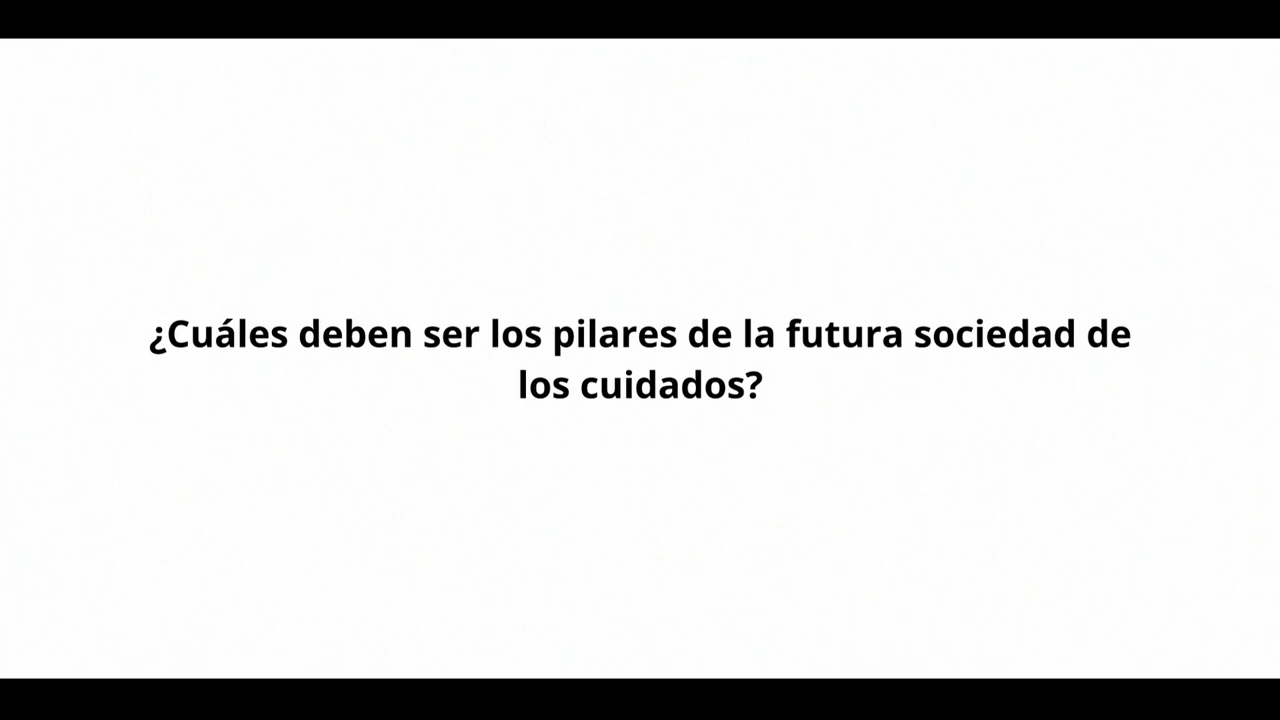 ¿Cuáles deben ser los pilares de la futura sociedad de
los cuidados?